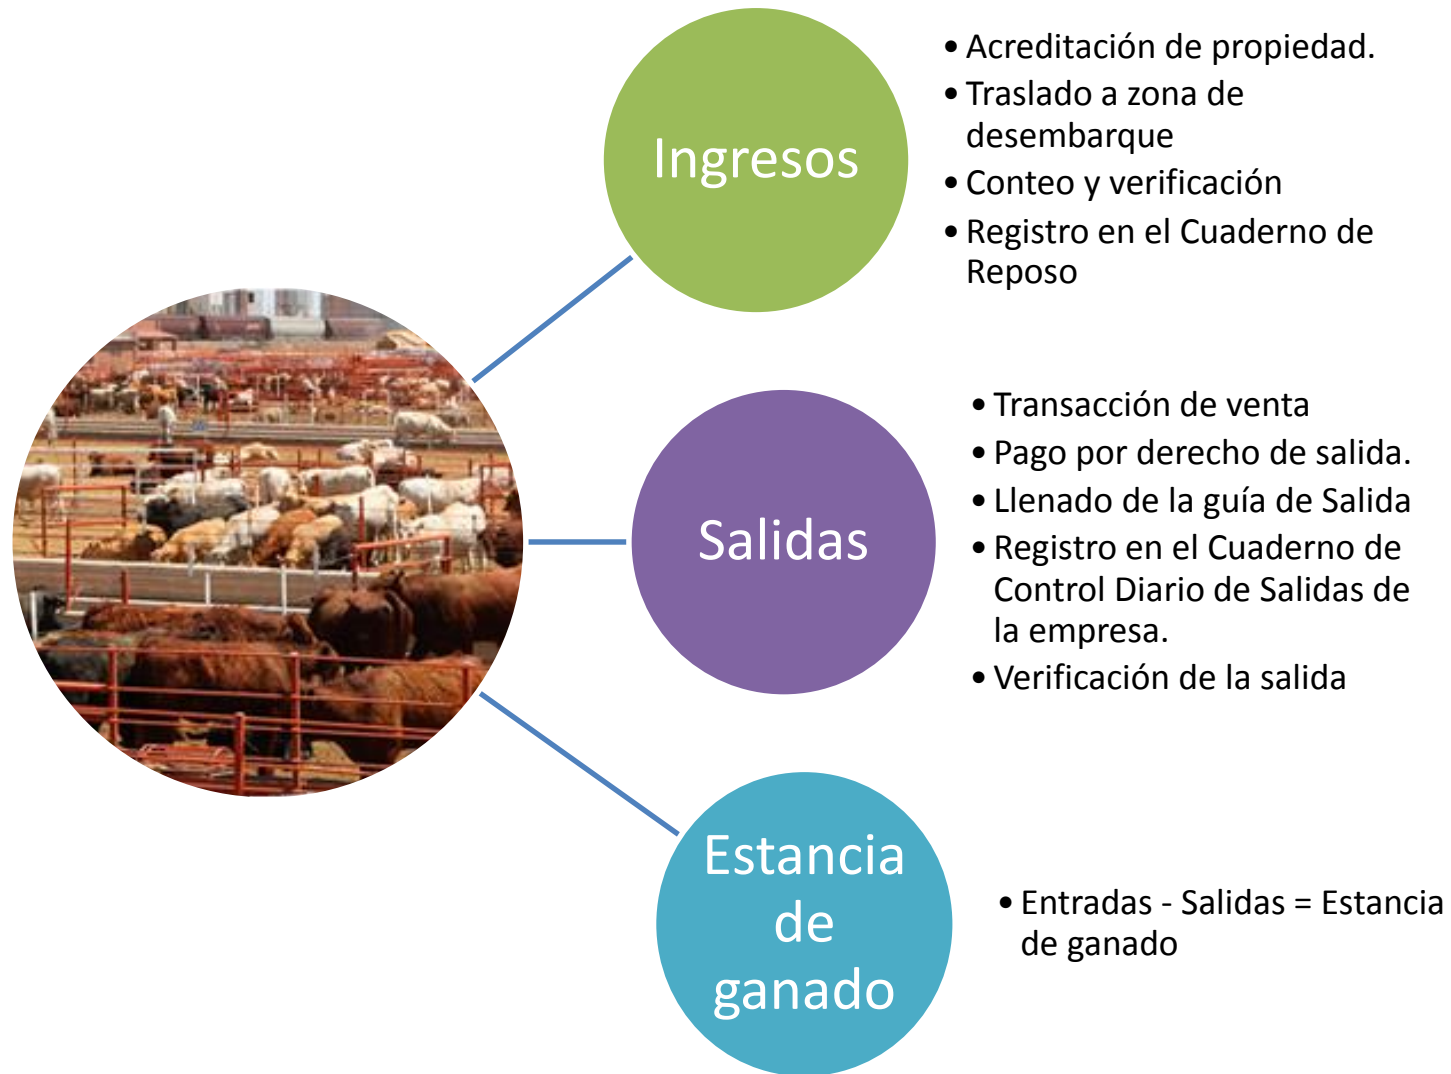 Ingresos
• Acreditación de propiedad.
• Traslado a zona de
desembarque
• Conteo y verificación
• Registro en el Cuaderno de
Reposo
Salidas
• Transacción de venta
• Pago por derecho de salida.
• Llenado de la guía de Salida
• Registro en el Cuaderno de
Control Diario de Salidas de
la empresa.
• Verificación de la salida
Estancia
de
ganado
• Entradas - Salidas = Estancia
de ganado